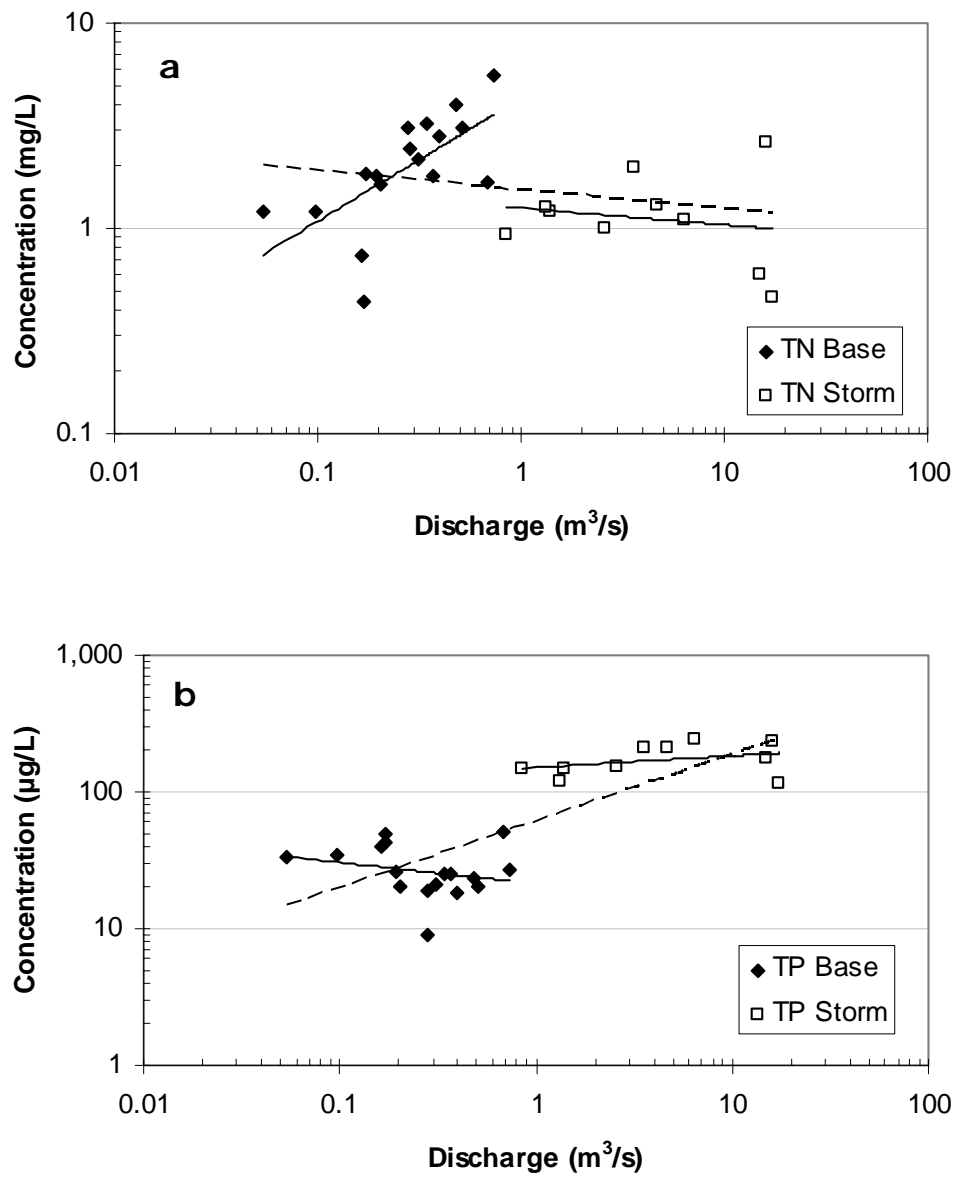 10
a
Concentration (mg/L)
1
TN Base
TN Storm
0.1
0.01 0.1 1 10 100
Discharge (m³/s)
1,000
b
Concentration (µg/L)
100
10
TP Base
TP Storm
1
0.01 0.1 1 10 100
Discharge (m³/s)